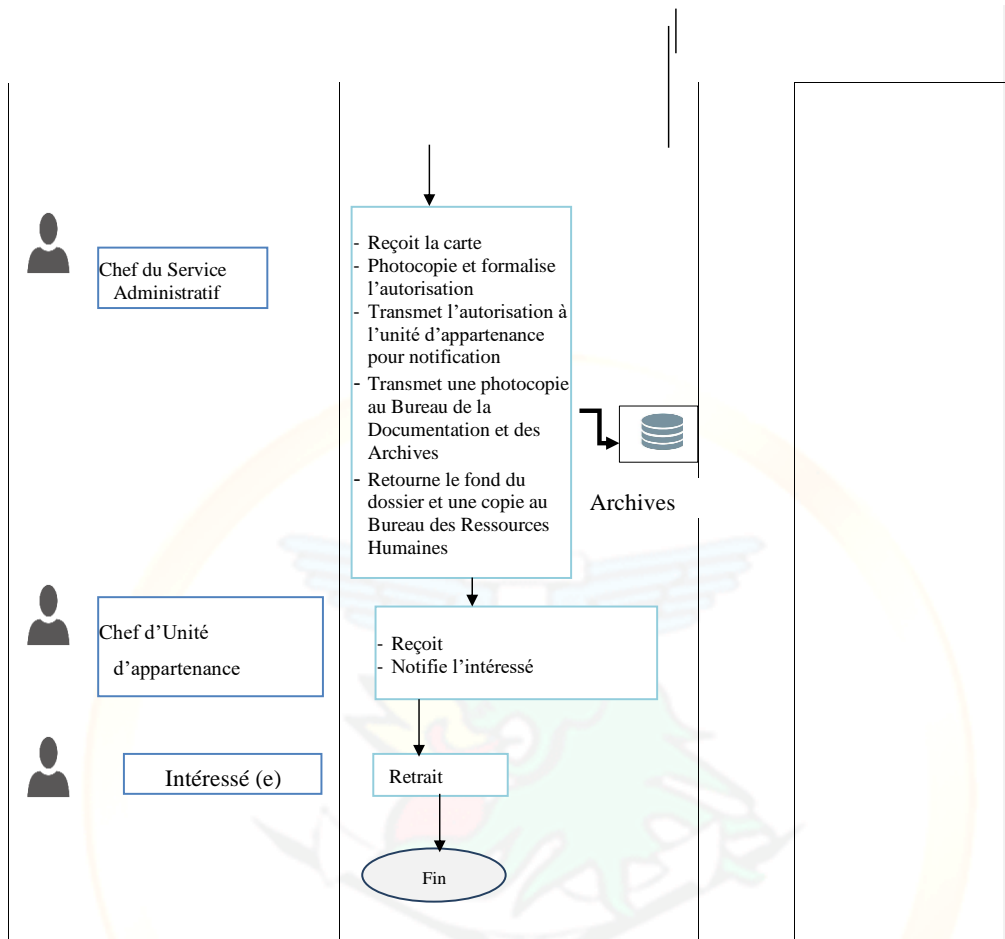 Chef du Service
Administratif
- Reçoit la carte
- Photocopie et formalise
l’autorisation
- Transmet l’autorisation à
l’unité d’appartenance
pour notification
- Transmet une photocopie
au Bureau de la
Documentation et des
Archives
- Retourne le fond du
dossier et une copie au
Bureau des Ressources
Humaines
Archives
Chef d’Unité
d’appartenance
- Reçoit
- Notifie l’intéressé
Intéressé (e)
Retrait
Fin